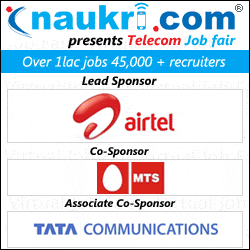 naukri.com®
presents Telecom Job fair
Over 1lac jobs 45,000 + recruiters
Lead Sponsor
airtel
Co-Sponsor
MTS
Associate Co-Sponsor
TATA COMMUNICATIONS